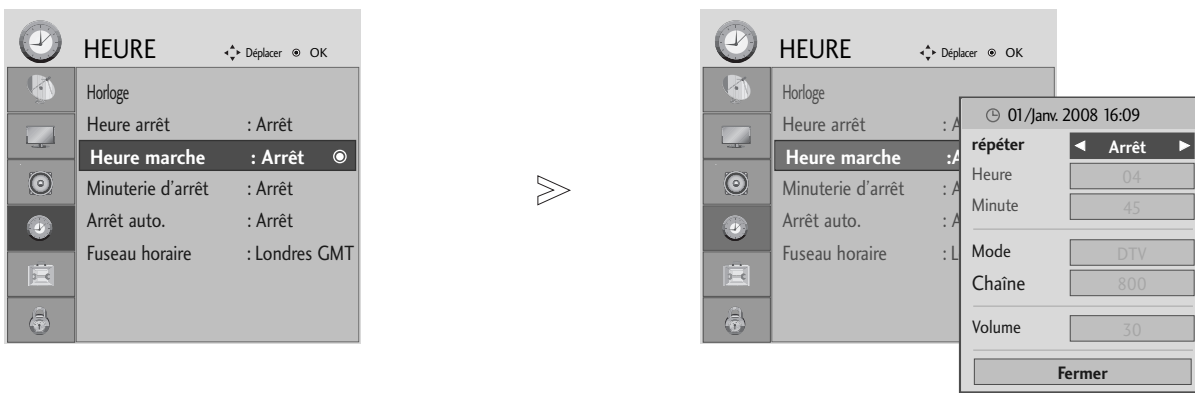 HEURE Déplacer OK
Horloge
Heure arrêt : Arrêt
Heure marche : Arrêt
Minuterie d'arrêt : Arrêt
Arrêt auto. : Arrêt
Fuseau horaire : Londres GMT
HEURE Déplacer OK
Horloge
Heure arrêt : A
Heure marche :A
Minuterie d'arrêt : A
Arrêt auto. : A
Fuseau horaire : L
01/Janv. 2008 16:09
répéter Arrêt
Heure 04
Minute 45
Mode DTV
Chaîne 800
Volume 30
Fermer